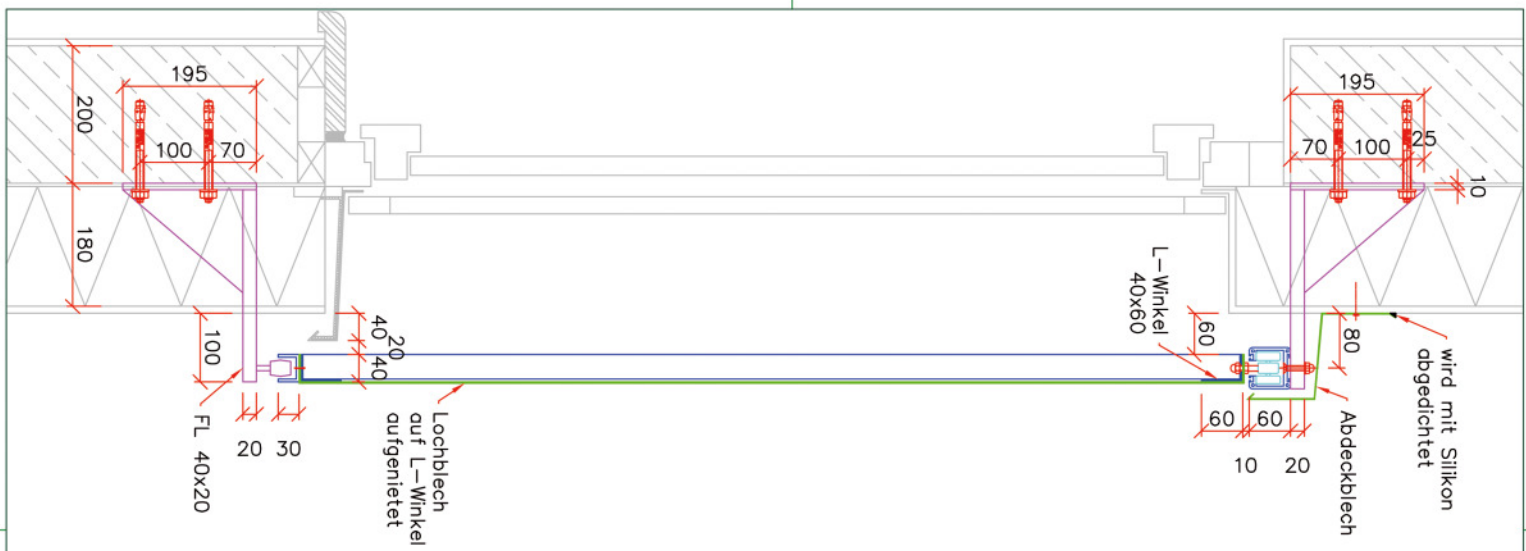 195
200
100
70
180
195
70
100
25
10
L-Winkel
40x60
40
20
40
100
60
80
wird mit Silikon
abgedichtet
Abdeckblech
FL 40x20
20
30
Lochblech
auf L-Winkel
aufgenietet
60
60
10
20